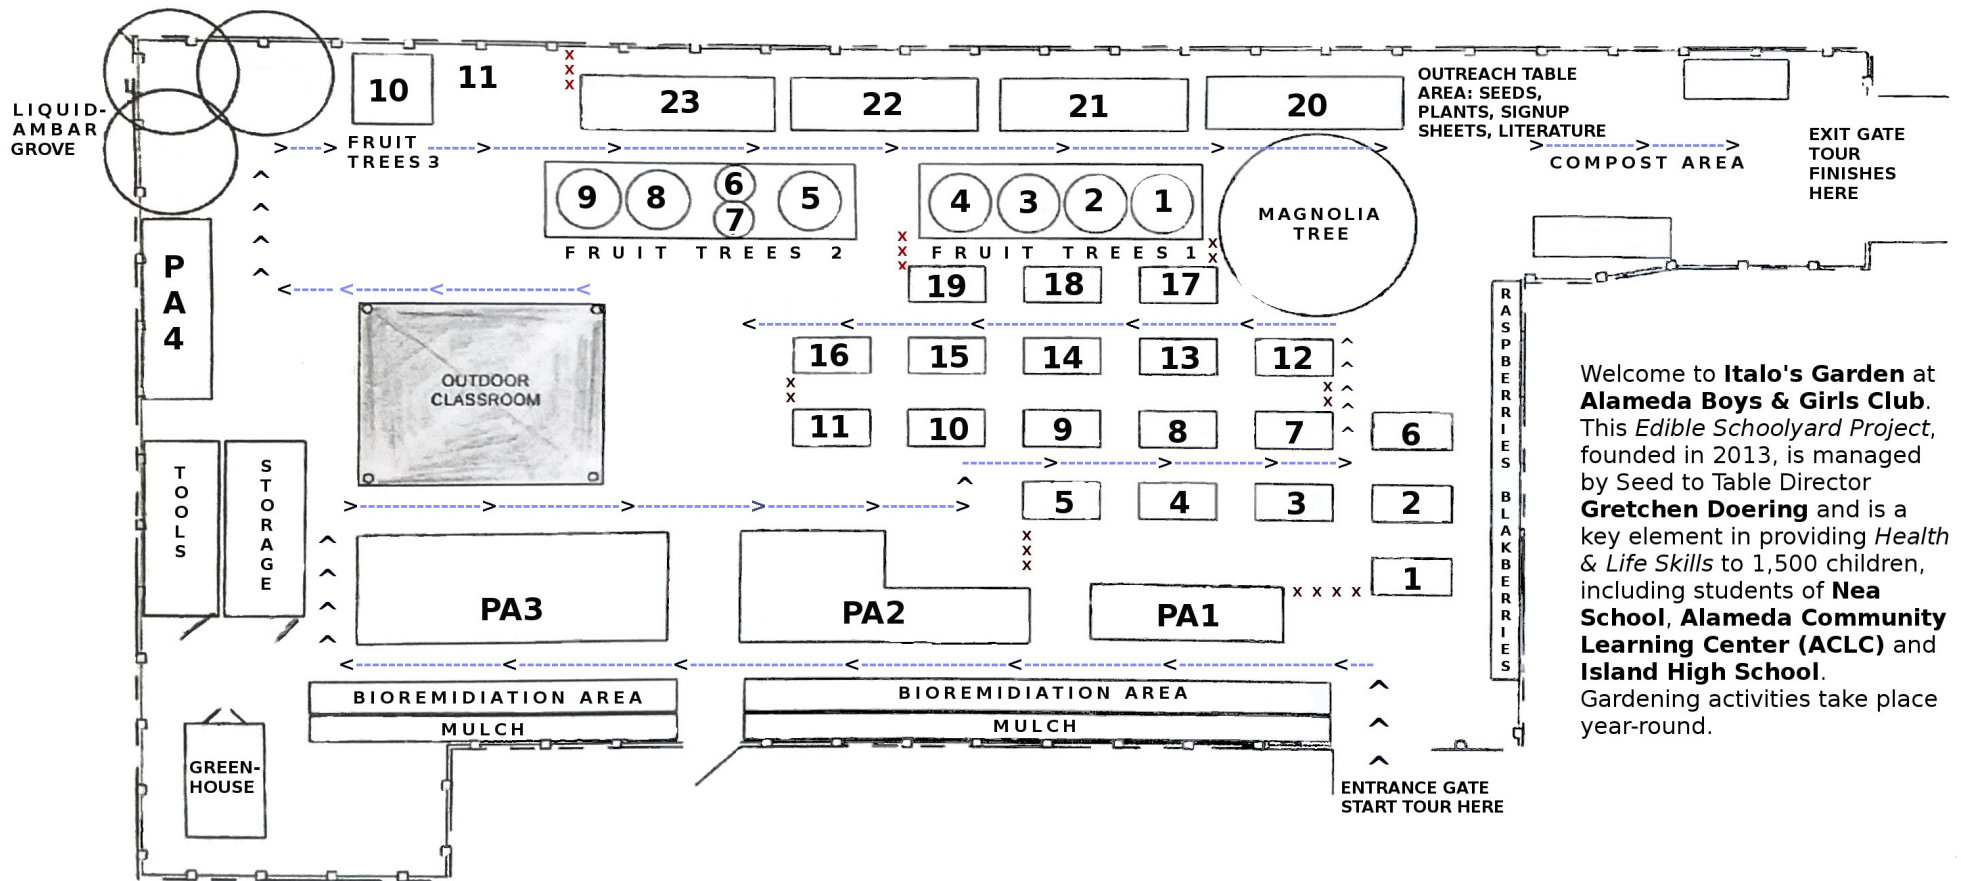 LIQUID-
AMBAR
GROVE
10
11
X
X
X
23
22
21
20
OUTREACH TABLE
AREA: SEEDS,
PLANTS, SIGNUP
SHEETS, LITERATURE
COMPOST AREA
EXIT GATE
TOUR
FINISHES
HERE
FRUIT
TREES 3
9
8
6
7
5
FRUIT TREES 2
4
3
2
1
FRUIT TREES 1
X
X
X
X
X
MAGNOLIA
TREE
PA4
19
18
17
OUTDOOR
CLASSROOM
16
15
14
13
12
X
X
X
X
11
10
9
8
7
6
5
4
3
2
1
X
X
X
X X X X
RASPBERRIES BLAKBERRIES
TOOLS
STORAGE
PA3
PA2
PA1
BIOREMIDIATION AREA
MULCH
BIOREMIDIATION AREA
MULCH
GREEN-
HOUSE
ENTRANCE GATE
START TOUR HERE
Welcome to Italo's Garden at
Alameda Boys & Girls Club.
This Edible Schoolyard Project,
founded in 2013, is managed
by Seed to Table Director
Gretchen Doering and is a
key element in providing Health
& Life Skills to 1,500 children,
including students of Nea
School, Alameda Community
Learning Center (ACLC) and
Island High School.
Gardening activities take place
year-round.